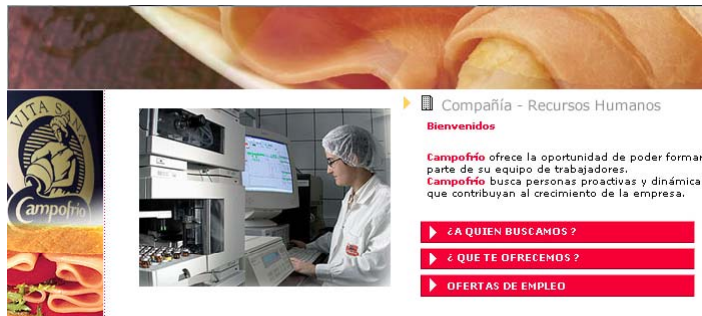 VITA SANA
Campofrío
Compañía - Recursos Humanos
Bienvenidos
Campofrío ofrece la oportunidad de poder formar
parte de su equipo de trabajadores.
Campofrío busca personas proactivas y dinámica
que contribuyan al crecimiento de la empresa.
¿A QUIEN BUSCAMOS ?
¿ QUE TE OFRECEMOS ?
OFERTAS DE EMPLEO